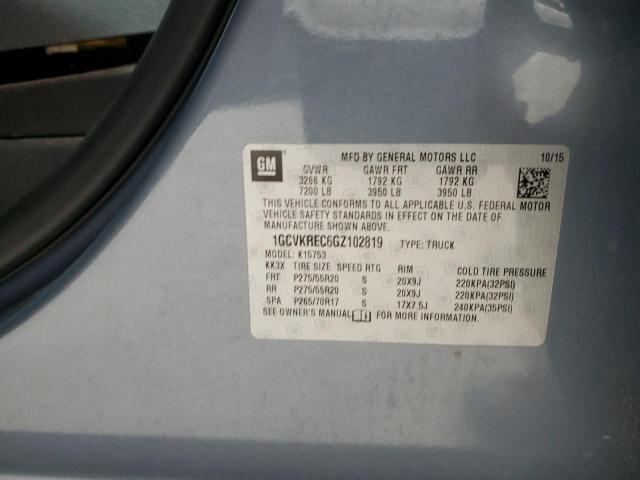 GM MFD BY GENERAL MOTORS LLC 10/15
GVWR GAWR FRT GAWR RR
3266 KG 1792 KG 1792 KG
7200 LB 3950 LB 3950 LB
THIS VEHICLE CONFORMS TO ALL APPLICABLE U.S. FEDERAL MOTOR
VEHICLE SAFETY STANDARDS IN EFFECT ON THE DATE OF
MANUFACTURE SHOWN ABOVE.
1GCVKREC6GZ102819 TYPE: TRUCK
MODEL: K15753
KK3X TIRE SIZE SPEED RTG RIM COLD TIRE PRESSURE
FRT P275/55R20 S 20X9J 220KPA(32PSI)
RR P275/55R20 S 20X9J 220KPA(32PSI)
SPA P265/70R17 S 17X7.5J 240KPA(35PSI)
SEE OWNER'S MANUAL FOR MORE INFORMATION.